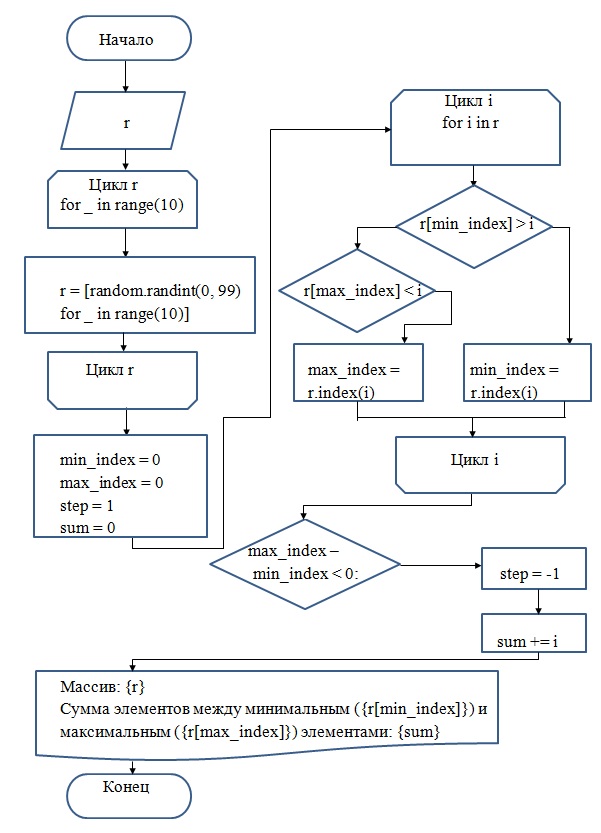 Начало
r
Цикл r
for _ in range(10)
r = [random.randint(0, 99)
for _ in range(10)]
Цикл r
min_index = 0
max_index = 0
step = 1
sum = 0
Цикл i
for i in r
r[min_index] > i
r[max_index] < i
max_index =
r.index(i)
min_index =
r.index(i)
Цикл i
max_index –
min_index < 0:
step = -1
sum += i
Массив: {r}
Сумма элементов между минимальным ({r[min_index]}) и
максимальным ({r[max_index]}) элементами: {sum}
Конец